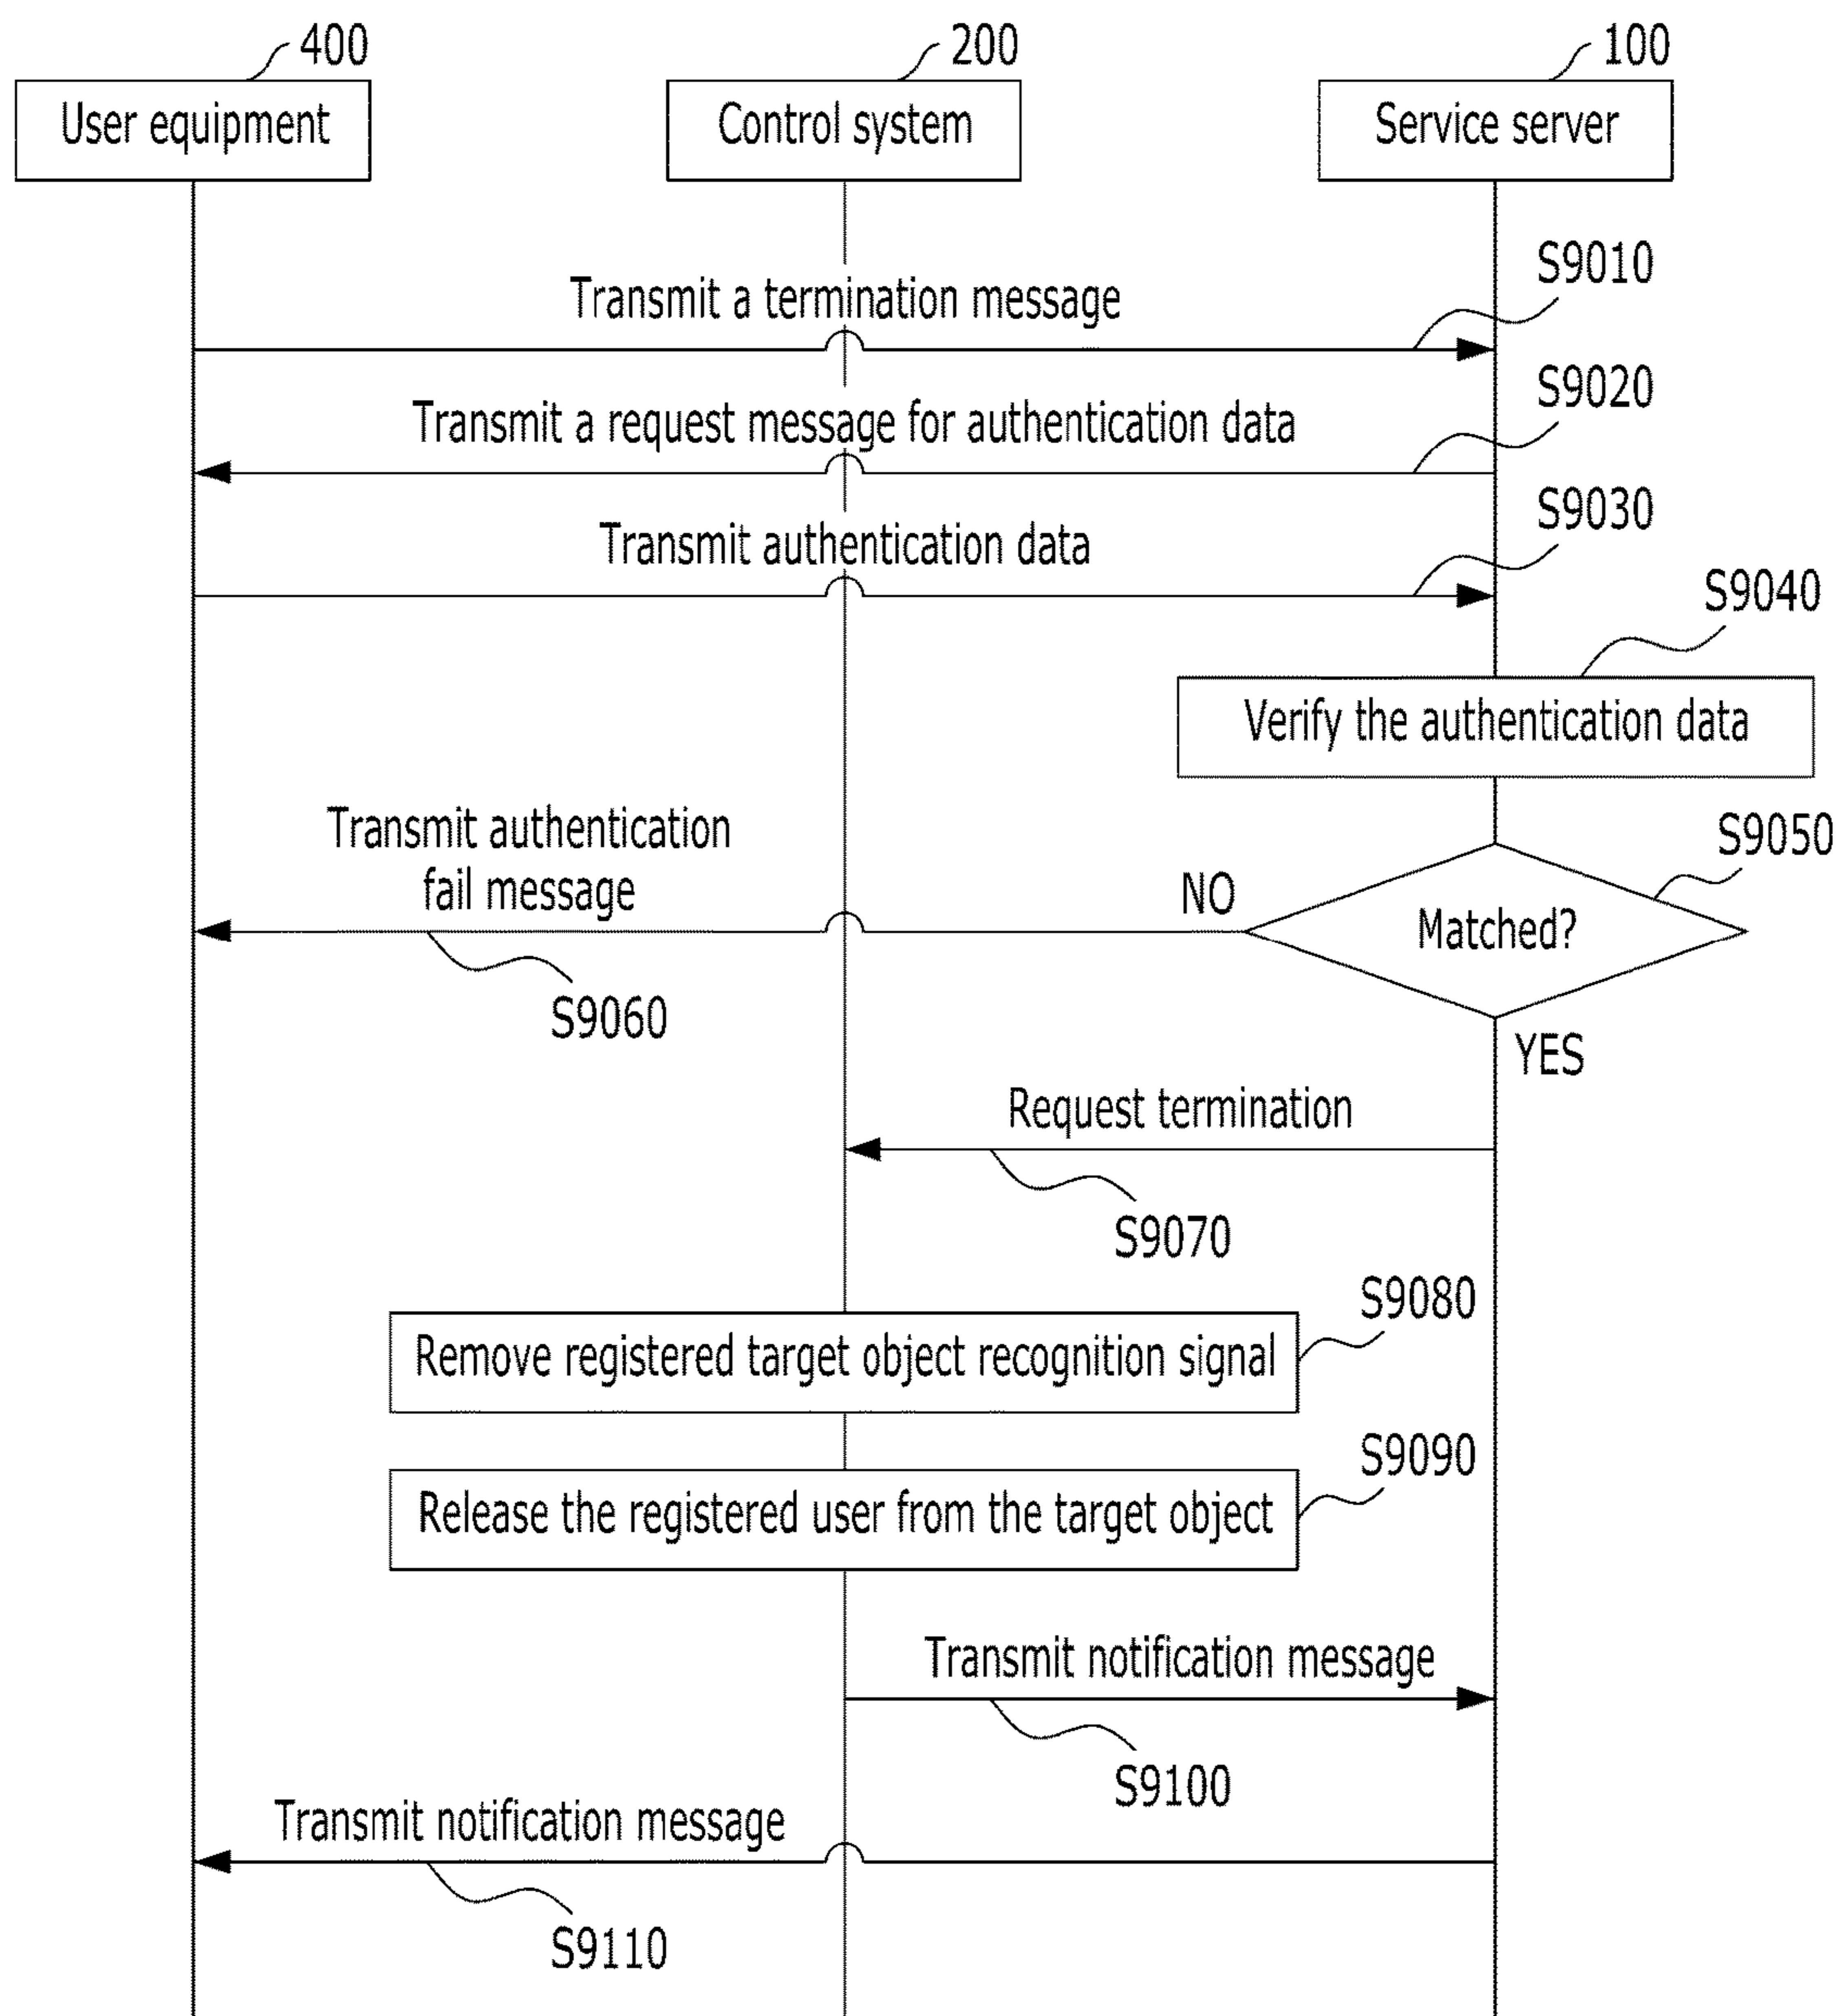 400
200
100
User equipment
Control system
Service server
S9010
Transmit a termination message
S9020
Transmit a request message for authentication data
S9030
Transmit authentication data
S9040
Verify the authentication data
Transmit authentication
fail message
S9050
NO
Matched?
S9060
YES
Request termination
S9070
S9080
Remove registered target object recognition signal
S9090
Release the registered user from the target object
Transmit notification message
S9100
Transmit notification message
S9110